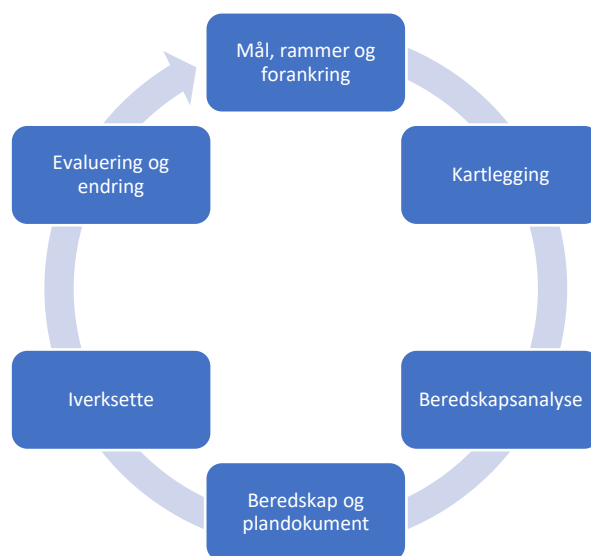 Mål, rammer og
forankring
Kartlegging
Beredskapsanalyse
Beredskap og
plandokument
Iverksette
Evaluering og
endring